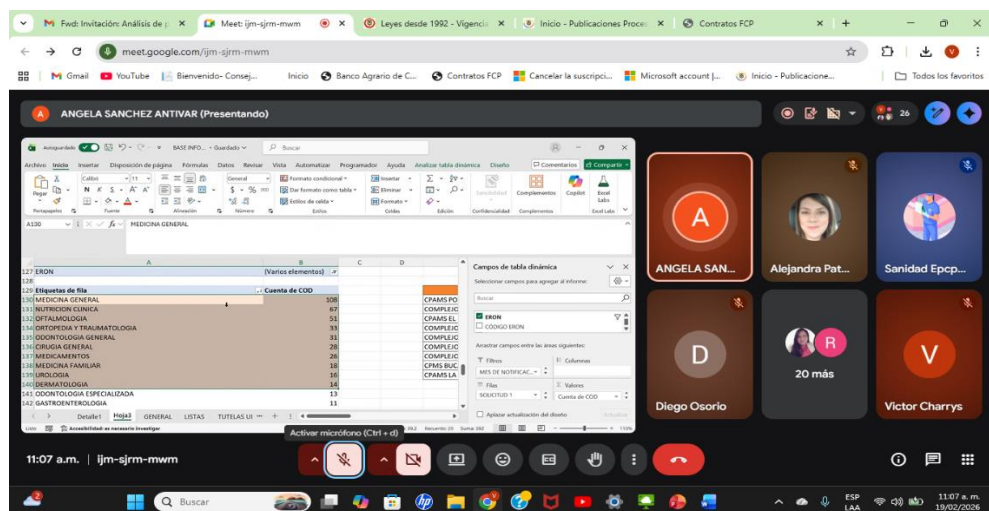 Fwd: Invitación: Análisis de p
Meet: ijm-sjrm-mwm
Leyes desde 1992 - Vigencia
Inicio - Publicaciones Proces
Contratos FCP
meet.google.com/ijm-sjrm-mwm
Gmail
YouTube
Bienvenido- Consej...
Inicio
Banco Agrario de C...
Contratos FCP
Cancelar la suscripci...
Microsoft account |...
Inicio - Publicacione...
Todos los favoritos
A ANGELA SANCHEZ ANTIVAR (Presentando)
26
Autoguardado
BASE INFO... • Guardado
Buscar
Archivo Inicio Insertar Disposición de página Fórmulas Datos Revisar Vista Automatizar Programador Ayuda Analizar tabla dinámica Diseño
Comentarios
Compartir
Pegar
Calibri
11
General
Formato condicional
Dar formato como tabla
Estilos de celda
Insertar
Eliminar
Formato
Complementos
Copilot
Excel Labs
Portapapeles
Fuente
Alineación
Número
Estilos
Celdas
Edición
Confidencialidad
Complementos
Excel Labs
A130
MEDICINA GENERAL
A B C D
127 ERON (Varios elementos)
128
129 Etiquetas de fila Cuenta de COD
130 MEDICINA GENERAL 108 CPAMS PO
131 NUTRICION CLINICA 67 COMPLEJO
132 OFTALMOLOGIA 51 CPAMS EL
133 ORTOPEDIA Y TRAUMATOLOGIA 33 COMPLEJO
135 ODONTOLOGIA GENERAL 31 COMPLEJO
136 CIRUGIA GENERAL 28 COMPLEJO
137 MEDICAMENTOS 26 COMPLEJO
138 MEDICINA FAMILIAR 18 CPMS BUC
139 UROLOGIA 16 CPAMS LA
140 DERMATOLOGIA 14
141 ODONTOLOGIA ESPECIALIZADA 13
142 GASTROENTEROLOGIA 11
Campos de tabla dinámica
Seleccionar campos para agregar al informe:
Buscar
ERON
CÓDIGO ERON
Arrastrar campos entre las áreas siguientes:
Filtros
Columnas
MES DE NOTIFICAC...
Filas
Valores
SOLICITUD 1
Cuenta de COD
Aplazar actualización del diseño
Actualizar
Detalle1 Hoja3 GENERAL LISTAS TUTELAS UI
Listo
Accesibilidad: es necesario investigar
Recuento: 20
Suma: 392
110%
A
ANGELA SAN...
Alejandra Pat...
Sanidad Epcp...
D
Diego Osorio
R
20 más
V
Victor Charrys
Activar micrófono (Ctrl + d)
11:07 a.m. | ijm-sjrm-mwm
2
Buscar
ESP
LAA
11:07 a. m.
19/02/2026